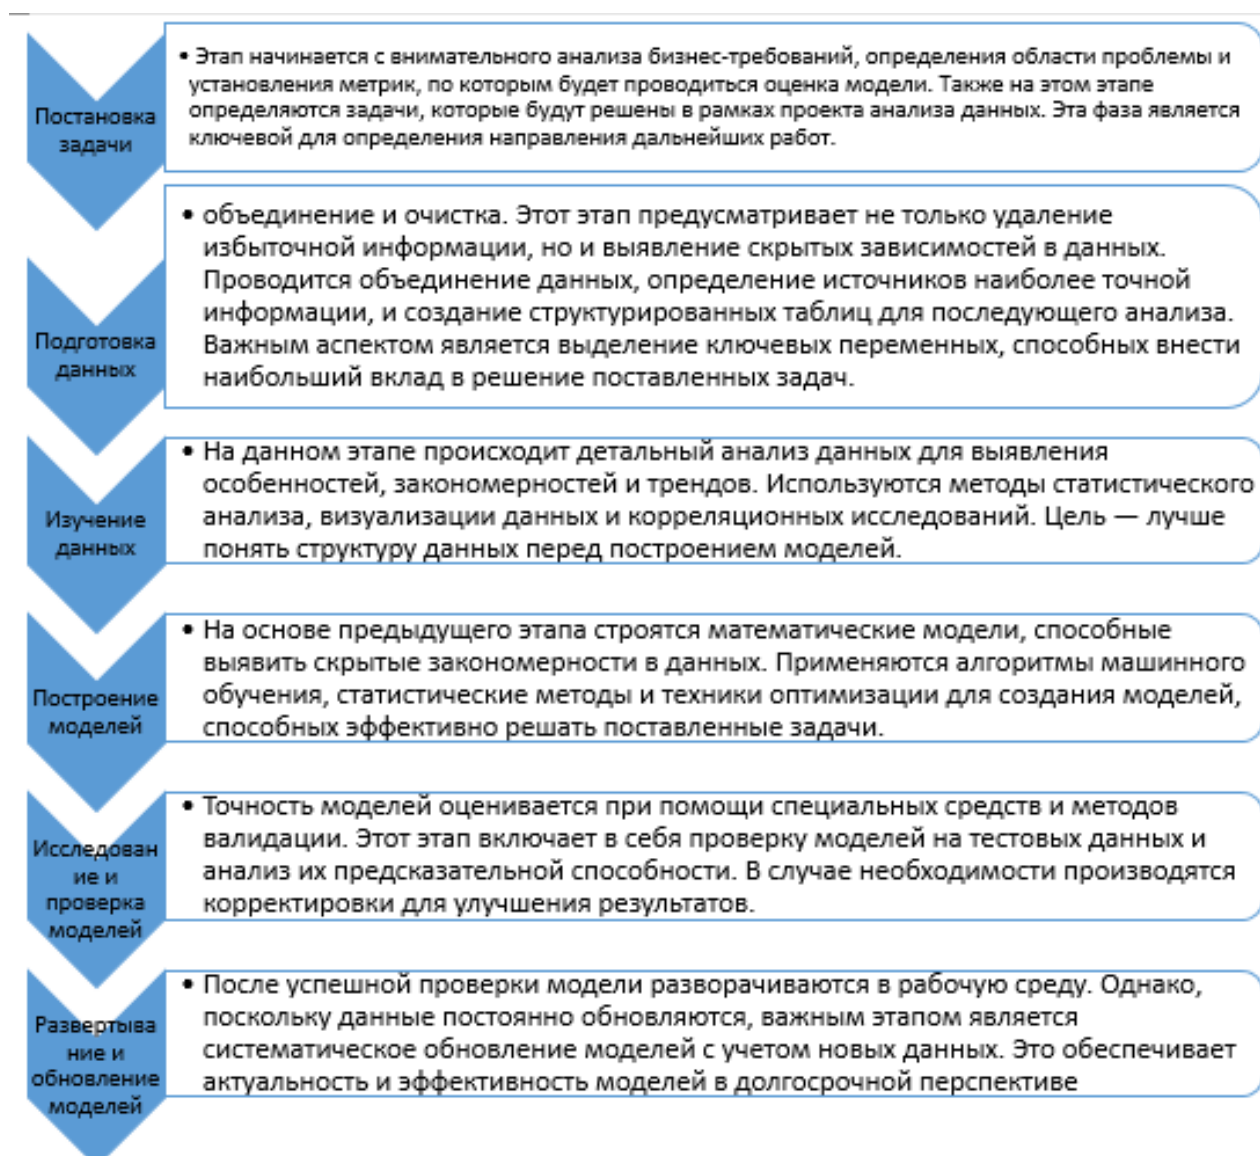 Постановка
задачи
• Этап начинается с внимательного анализа бизнес-требований, определения области проблемы и
установления метрик, по которым будет проводиться оценка модели. Также на этом этапе
определяются задачи, которые будут решены в рамках проекта анализа данных. Эта фаза является
ключевой для определения направления дальнейших работ.
Подготовка
данных
• объединение и очистка. Этот этап предусматривает не только удаление
избыточной информации, но и выявление скрытых зависимостей в данных.
Проводится объединение данных, определение источников наиболее точной
информации, и создание структурированных таблиц для последующего анализа.
Важным аспектом является выделение ключевых переменных, способных внести
наибольший вклад в решение поставленных задач.
Изучение
данных
• На данном этапе происходит детальный анализ данных для выявления
особенностей, закономерностей и трендов. Используются методы статистического
анализа, визуализации данных и корреляционных исследований. Цель — лучше
понять структуру данных перед построением моделей.
Построение
моделей
• На основе предыдущего этапа строятся математические модели, способные
выявить скрытые закономерности в данных. Применяются алгоритмы машинного
обучения, статистические методы и техники оптимизации для создания моделей,
способных эффективно решать поставленные задачи.
Исследован
ие и
проверка
моделей
• Точность моделей оценивается при помощи специальных средств и методов
валидации. Этот этап включает в себя проверку моделей на тестовых данных и
анализ их предсказательной способности. В случае необходимости производятся
корректировки для улучшения результатов.
Развертыва
ние и
обновление
моделей
• После успешной проверки модели разворачиваются в рабочую среду. Однако,
поскольку данные постоянно обновляются, важным этапом является
систематическое обновление моделей с учетом новых данных. Это обеспечивает
актуальность и эффективность моделей в долгосрочной перспективе